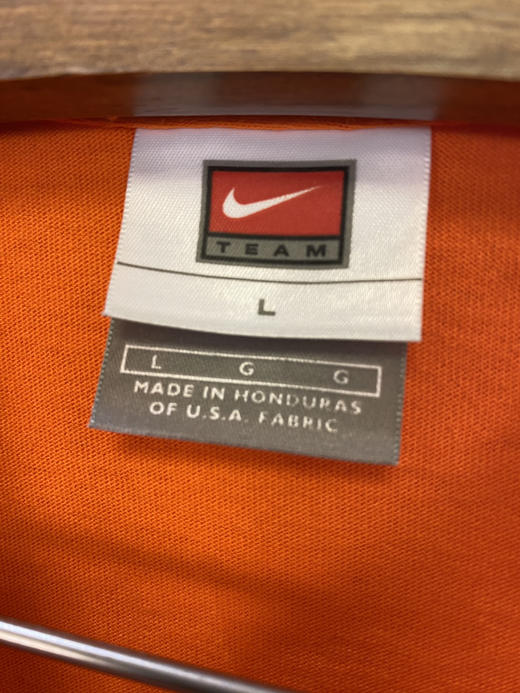 TEAM
L
L G G
MADE IN HONDURAS
OF U.S.A. FABRIC